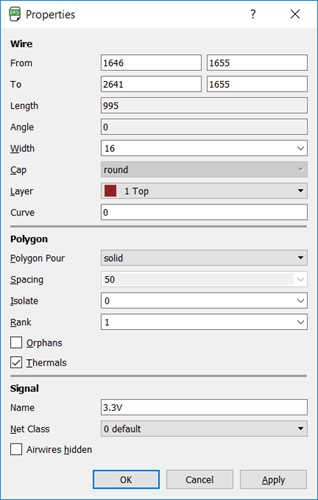 Properties ?
Wire
From 1646 1655
To 2641 1655
Length 995
Angle 0
Width 16
Cap round
Layer 1 Top
Curve 0
Polygon
Polygon Pour solid
Spacing 50
Isolate 0
Rank 1
Orphans
Thermals
Signal
Name 3.3V
Net Class 0 default
Airwires hidden
OK Cancel Apply